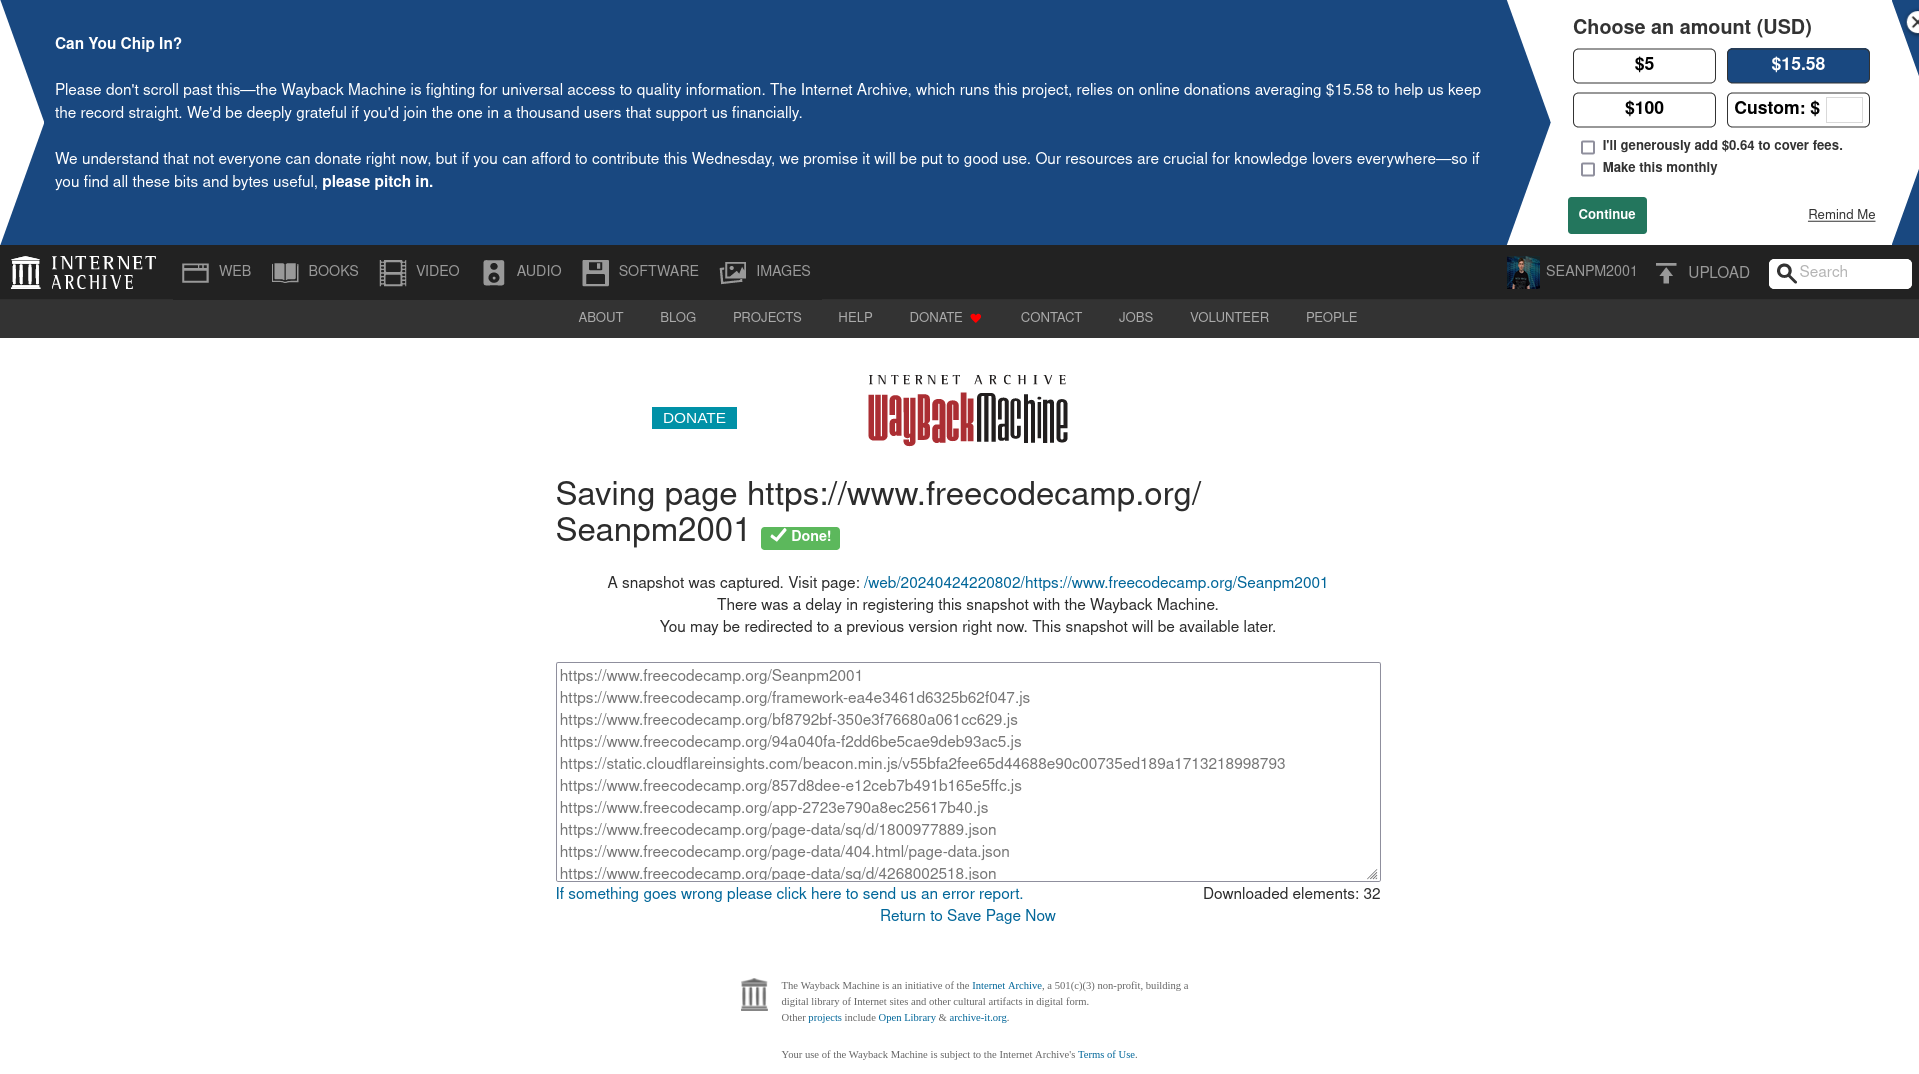 Can You Chip In?
Please don't scroll past this—the Wayback Machine is fighting for universal access to quality information. The Internet Archive, which runs this project, relies on online donations averaging $15.58 to help us keep
the record straight. We'd be deeply grateful if you'd join the one in a thousand users that support us financially.
We understand that not everyone can donate right now, but if you can afford to contribute this Wednesday, we promise it will be put to good use. Our resources are crucial for knowledge lovers everywhere—so if
you find all these bits and bytes useful, please pitch in.
Choose an amount (USD)
$5
$15.58
$100
Custom: $
I'll generously add $0.64 to cover fees.
Make this monthly
Continue
Remind Me
INTERNET
ARCHIVE
WEB
BOOKS
VIDEO
AUDIO
SOFTWARE
IMAGES
SEANPM2001
UPLOAD
Search
ABOUT
BLOG
PROJECTS
HELP
DONATE
CONTACT
JOBS
VOLUNTEER
PEOPLE
DONATE
INTERNET ARCHIVE
WayBackMachine
Saving page https://www.freecodecamp.org/
Seanpm2001
Done!
A snapshot was captured. Visit page: /web/20240424220802/https://www.freecodecamp.org/Seanpm2001
There was a delay in registering this snapshot with the Wayback Machine.
You may be redirected to a previous version right now. This snapshot will be available later.
https://www.freecodecamp.org/Seanpm2001
https://www.freecodecamp.org/framework-ea4e3461d6325b62f047.js
https://www.freecodecamp.org/bf8792bf-350e3f76680a061cc629.js
https://www.freecodecamp.org/94a040fa-f2dd6be5cae9deb93ac5.js
https://static.cloudflareinsights.com/beacon.min.js/v55bfa2fee65d44688e90c00735ed189a1713218998793
https://www.freecodecamp.org/857d8dee-e12ceb7b491b165e5ffc.js
https://www.freecodecamp.org/app-2723e790a8ec25617b40.js
https://www.freecodecamp.org/page-data/sq/d/1800977889.json
https://www.freecodecamp.org/page-data/404.html/page-data.json
https://www.freecodecamp.org/page-data/sq/d/4268002518.json
If something goes wrong please click here to send us an error report.
Downloaded elements: 32
Return to Save Page Now
The Wayback Machine is an initiative of the Internet Archive, a 501(c)(3) non-profit, building a
digital library of Internet sites and other cultural artifacts in digital form.
Other projects include Open Library & archive-it.org.
Your use of the Wayback Machine is subject to the Internet Archive's Terms of Use.